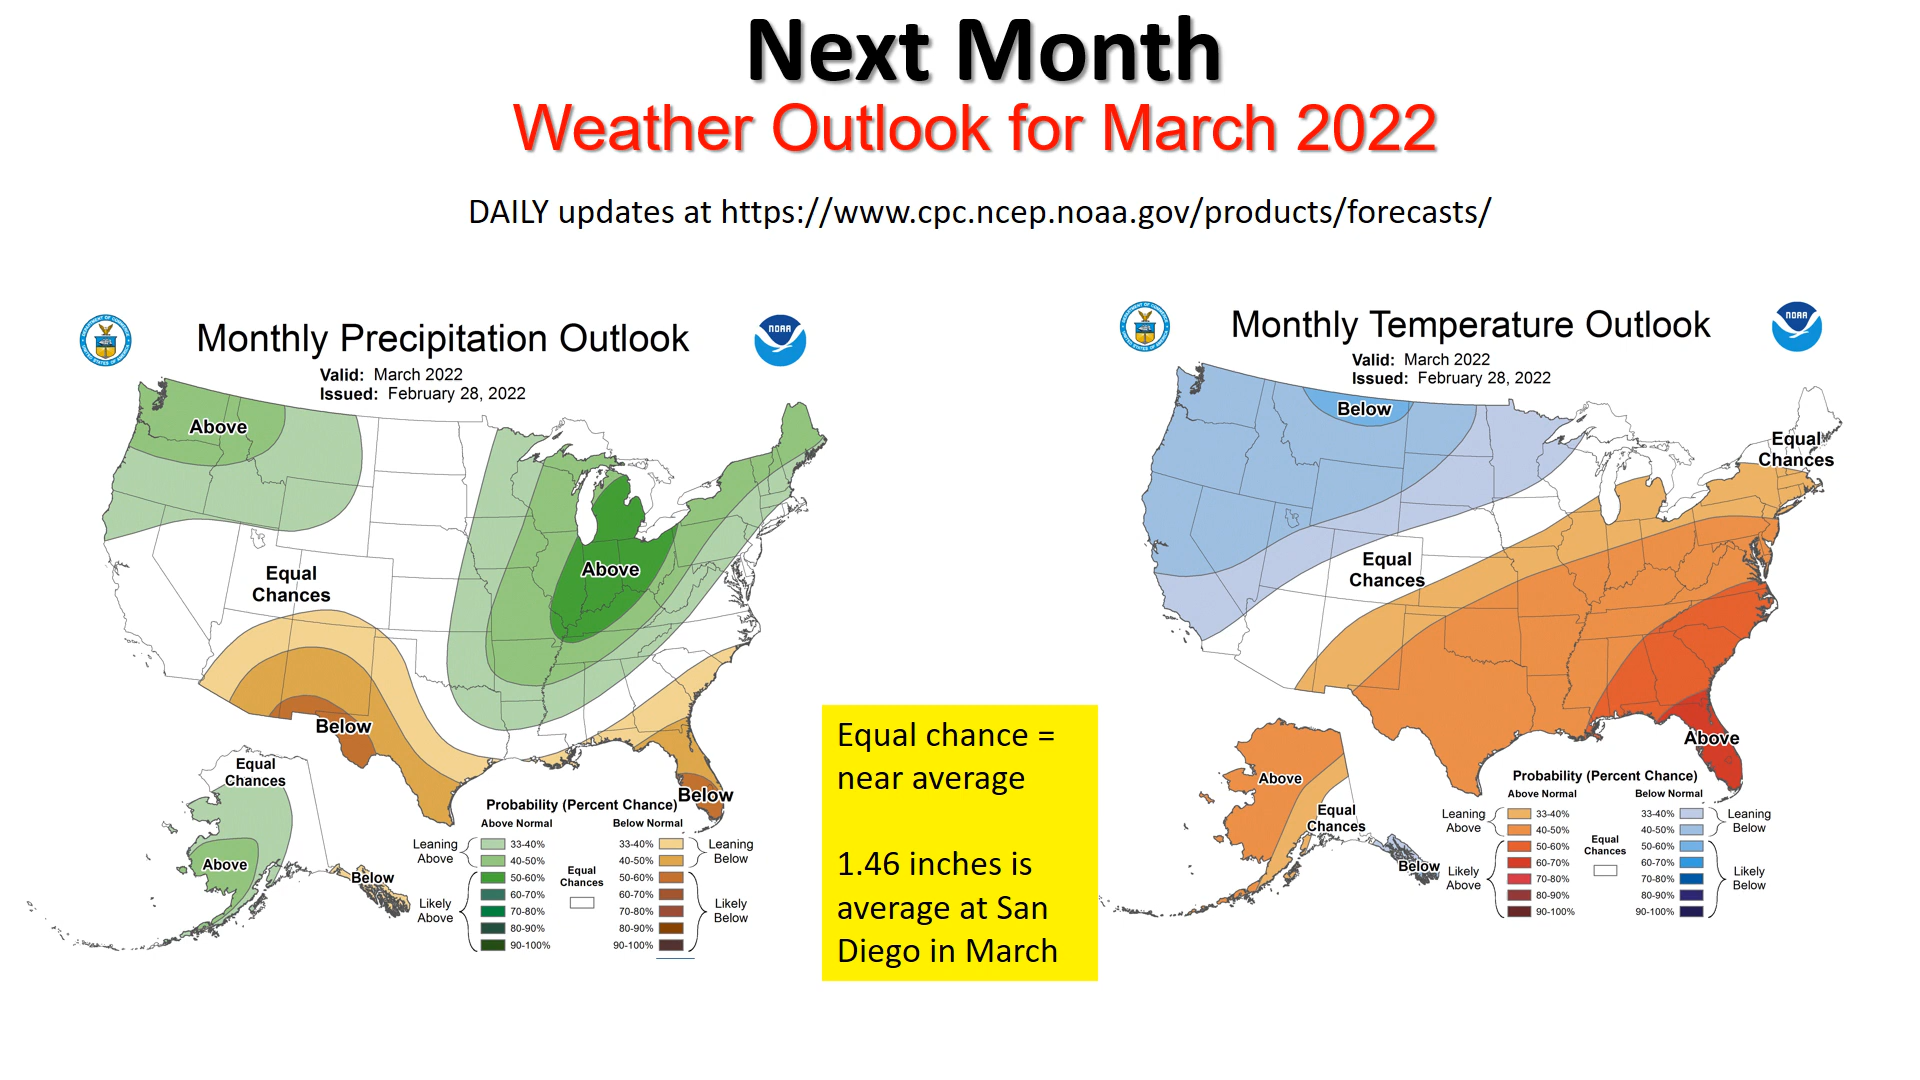 Next Month
Weather Outlook for March 2022
DAILY updates at https://www.cpc.ncep.noaa.gov/products/forecasts/
NOAA
Monthly Precipitation Outlook
Valid: March 2022
Issued: February 28, 2022
Above
Equal
Chances
Above
Below
Equal
Chances
Above
Below
Below
Probability (Percent Chance)
Above Normal
Below Normal
Leaning
Above
33-40%
40-50%
50-60%
60-70%
70-80%
80-90%
90-100%
Likely
Above
Equal
Chances
33-40%
40-50%
50-60%
60-70%
70-80%
80-90%
90-100%
Leaning
Below
Likely
Below
Equal chance =
near average
1.46 inches is
average at San
Diego in March
NOAA
Monthly Temperature Outlook
Valid: March 2022
Issued: February 28, 2022
Below
Equal
Chances
Equal
Chances
Above
Above
Equal
Chances
Below
Probability (Percent Chance)
Above Normal
Below Normal
Leaning
Above
33-40%
40-50%
50-60%
60-70%
70-80%
80-90%
90-100%
Likely
Above
Equal
Chances
33-40%
40-50%
50-60%
60-70%
70-80%
80-90%
90-100%
Leaning
Below
Likely
Below